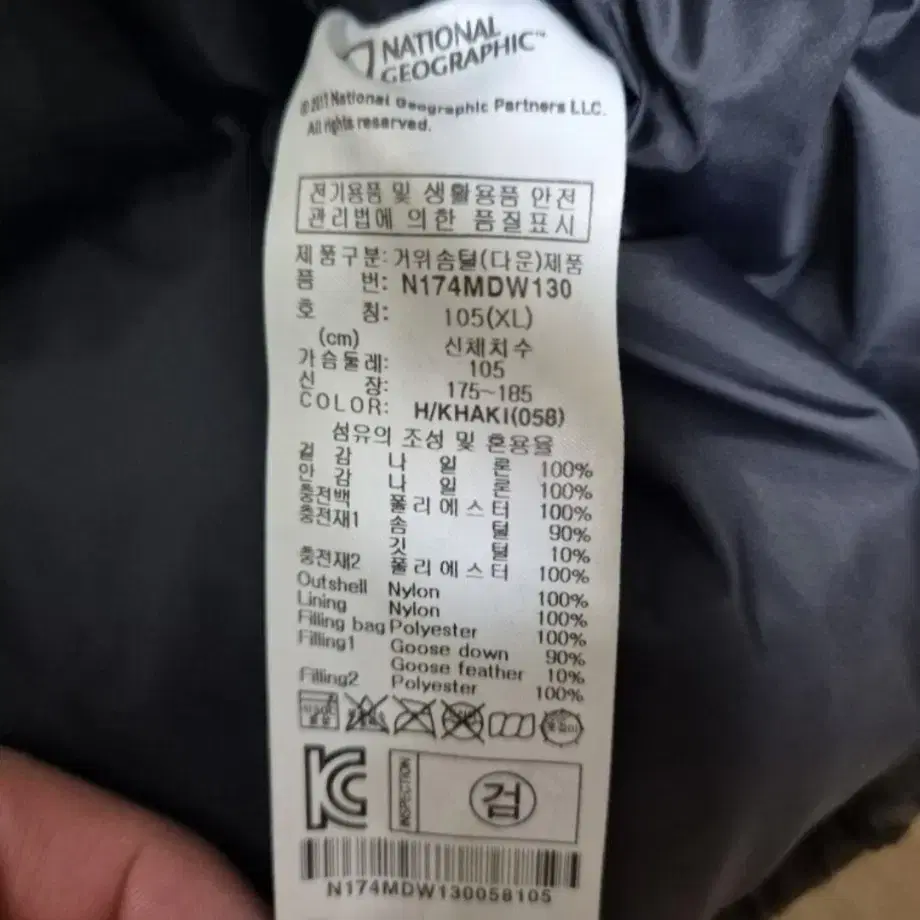 NATIONAL
GEOGRAPHIC™
© 2017 National Geographic Partners LLC.
All rights reserved.
전기용품 및 생활용품 안전
관리법에 의한 품질표시
제품구분: 거위솜털(다운)제품
품 번: N174MDW130
호 칭: 105(XL)
(cm) 신체치수
가슴둘레: 105
신 장: 175~185
COLOR: H/KHAKI(058)
섬유의 조성 및 혼용율
겉 감 나 일 론 100%
안 감 나 일 론 100%
충전백 폴리에스터 100%
충전재1 솜 털 90%
깃 털 10%
충전재2 폴리에스터 100%
Outshell Nylon 100%
Lining Nylon 100%
Filling bag Polyester 100%
Filling1 Goose down 90%
Goose feather 10%
Filling2 Polyester 100%
KC
INSPECTION
검
N174MDW130058105